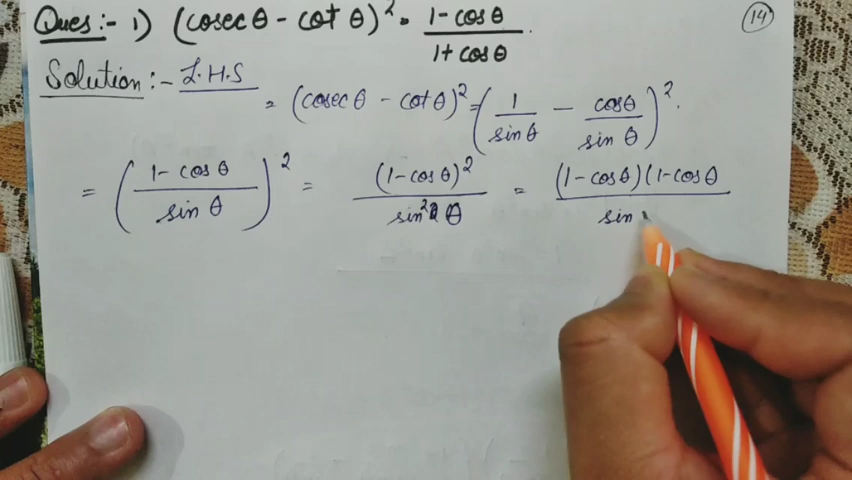 Ques:- 1) (cosec θ - cot θ)² = (1 - cos θ)/(1 + cos θ). 14
Solution:- L.H.S
= (cosec θ - cot θ)² = (1/sin θ - cos θ/sin θ)².
= ((1 - cos θ)/sin θ)² = (1 - cos θ)²/sin² θ = (1 - cos θ)(1 - cos θ/sin